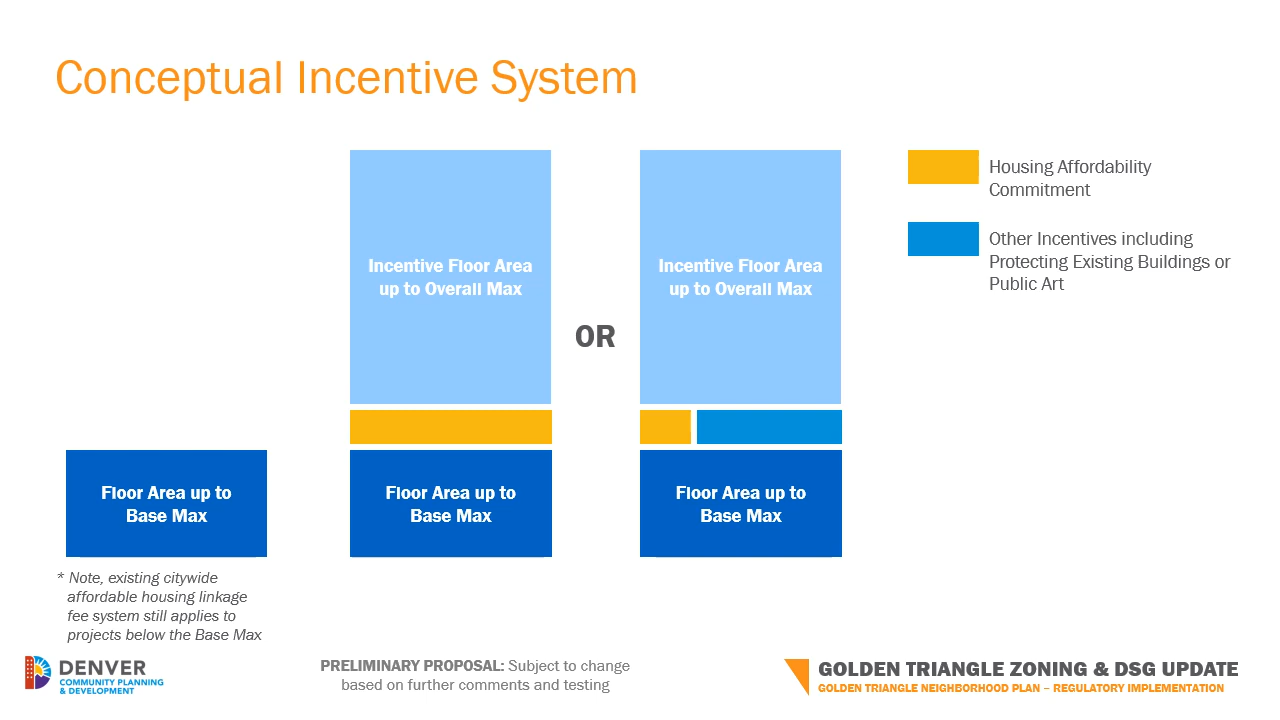 Conceptual Incentive System
Incentive Floor Area
up to Overall Max
OR
Incentive Floor Area
up to Overall Max
Housing Affordability
Commitment
Other Incentives including
Protecting Existing Buildings or
Public Art
Floor Area up to
Base Max
Floor Area up to
Base Max
Floor Area up to
Base Max
* Note, existing citywide
affordable housing linkage
fee system still applies to
projects below the Base Max
DENVER
COMMUNITY PLANNING
& DEVELOPMENT
PRELIMINARY PROPOSAL: Subject to change
based on further comments and testing
GOLDEN TRIANGLE ZONING & DSG UPDATE
GOLDEN TRIANGLE NEIGHBORHOOD PLAN – REGULATORY IMPLEMENTATION